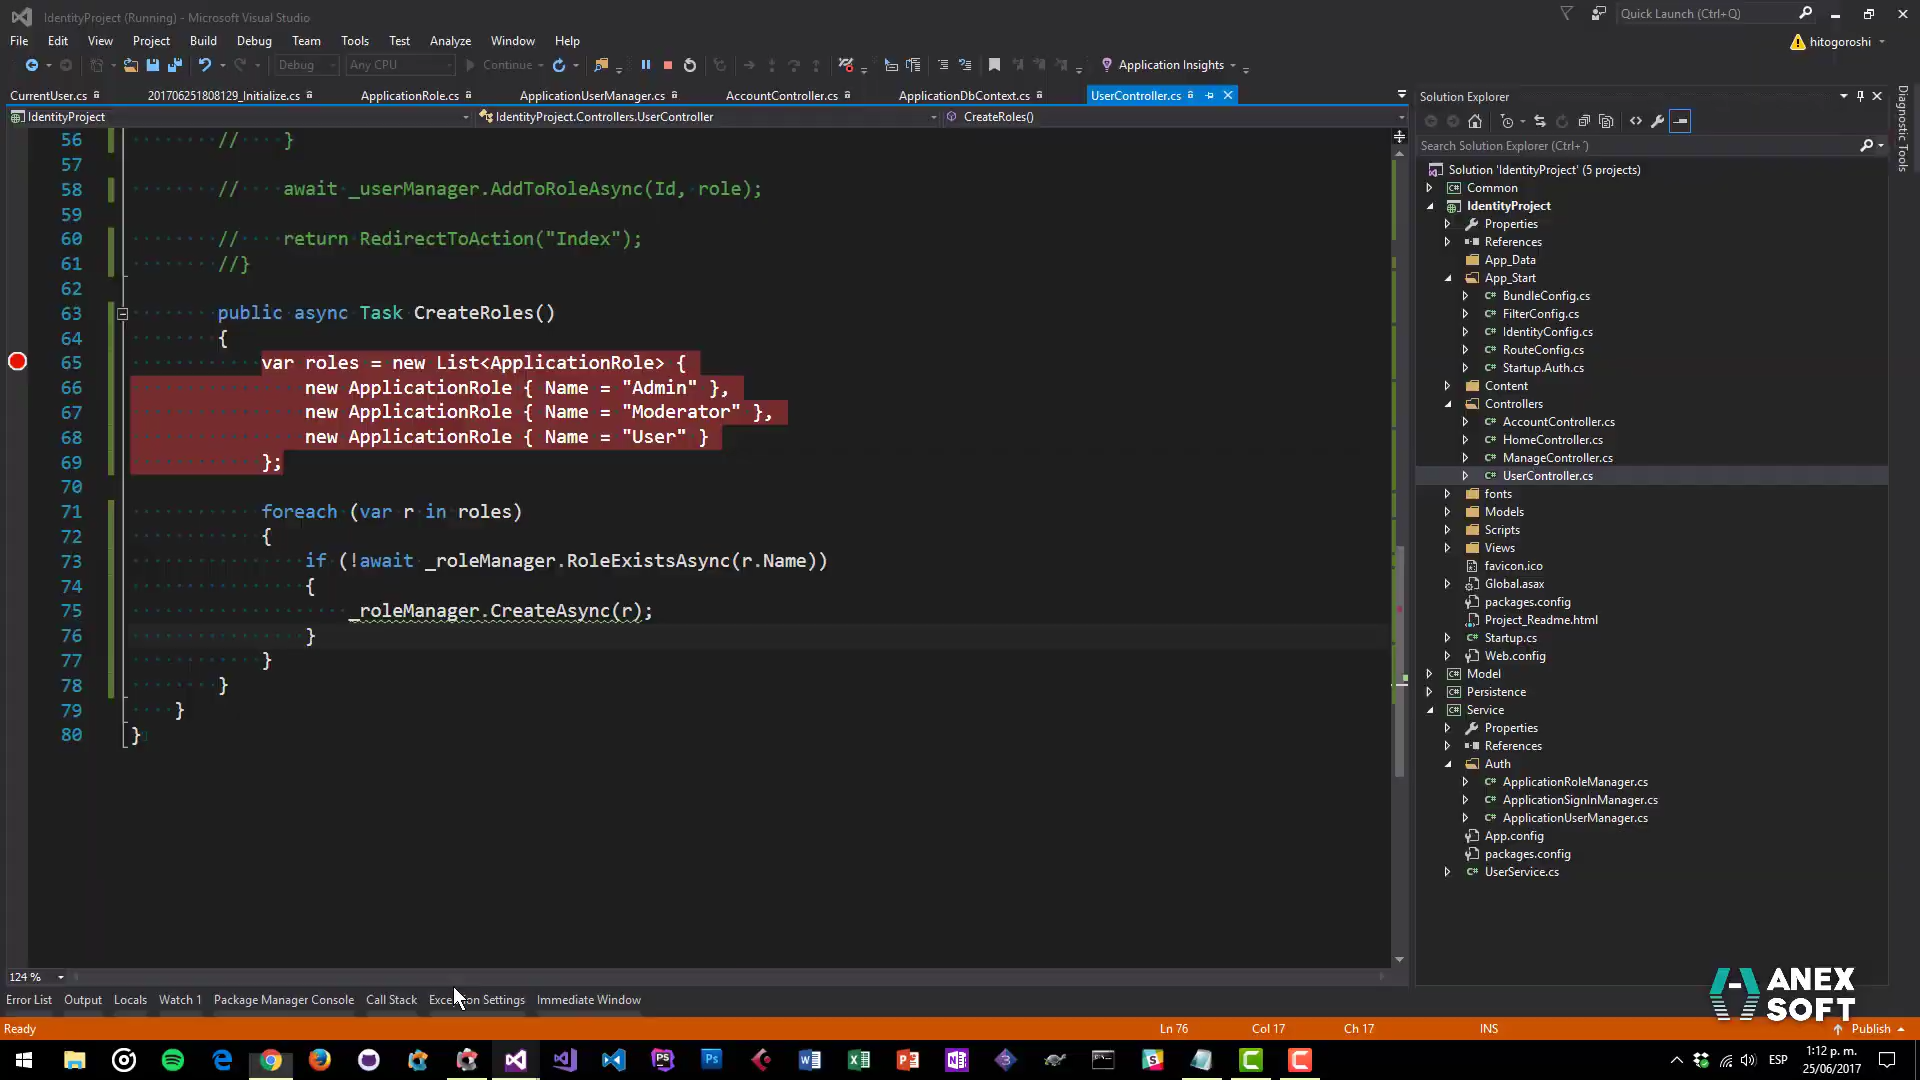 IdentityProject (Running) - Microsoft Visual Studio
Quick Launch (Ctrl+Q)
File Edit View Project Build Debug Team Tools Test Analyze Window Help
hitogoroshi
Debug Any CPU Continue Application Insights
CurrentUser.cs 201706251808129_Initialize.cs ApplicationRole.cs ApplicationUserManager.cs AccountController.cs ApplicationDbContext.cs UserController.cs
IdentityProject IdentityProject.Controllers.UserController CreateRoles()
56 // }
57
58 // await _userManager.AddToRoleAsync(Id, role);
59
60 // return RedirectToAction("Index");
61 //}
62
63 public async Task CreateRoles()
64 {
65 var roles = new List<ApplicationRole> {
66 new ApplicationRole { Name = "Admin" },
67 new ApplicationRole { Name = "Moderator" },
68 new ApplicationRole { Name = "User" }
69 };
70
71 foreach (var r in roles)
72 {
73 if (!await _roleManager.RoleExistsAsync(r.Name))
74 {
75 _roleManager.CreateAsync(r);
76 }
77 }
78 }
79 }
80 }
124 %
Solution Explorer
Search Solution Explorer (Ctrl+´)
Solution 'IdentityProject' (5 projects)
Common
IdentityProject
Properties
References
App_Data
App_Start
BundleConfig.cs
FilterConfig.cs
IdentityConfig.cs
RouteConfig.cs
Startup.Auth.cs
Content
Controllers
AccountController.cs
HomeController.cs
ManageController.cs
UserController.cs
fonts
Models
Scripts
Views
favicon.ico
Global.asax
packages.config
Project_Readme.html
Startup.cs
Web.config
Model
Persistence
Service
Properties
References
Auth
ApplicationRoleManager.cs
ApplicationSignInManager.cs
ApplicationUserManager.cs
App.config
packages.config
UserService.cs
Diagnostic Tools
ANEX
SOFT
Error List Output Locals Watch 1 Package Manager Console Call Stack Exception Settings Immediate Window
Ready Ln 76 Col 17 Ch 17 INS Publish
ESP
1:12 p. m.
25/06/2017